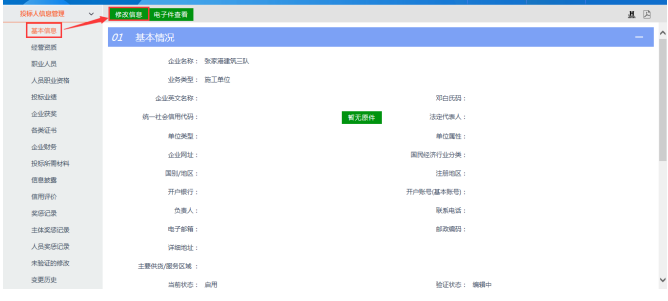 投标人信息管理
修改信息 电子件查看
基本信息
经营资质
职业人员
人员职业资格
投标业绩
企业获奖
各类证书
企业财务
投标所需材料
信息披露
信用评价
奖惩记录
主体奖惩记录
人员奖惩记录
未验证的修改
变更历史
01 基本情况
企业名称： 张家港建筑三队
业务类型： 施工单位
企业英文名称： 邓白氏码：
统一社会信用代码： 暂无原件 法定代表人：
单位类型： 单位属性：
企业网址： 国民经济行业分类：
国别/地区： 注册地区：
开户银行： 开户账号(基本账号)：
负责人： 联系电话：
电子邮箱： 邮政编码：
详细地址：
主要供货/服务区域：
当前状态： 启用 验证状态： 编辑中